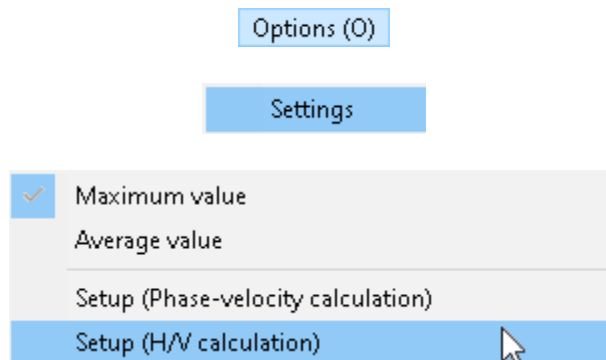 Options (O)
Settings
Maximum value
Average value
Setup (Phase-velocity calculation)
Setup (H/V calculation)